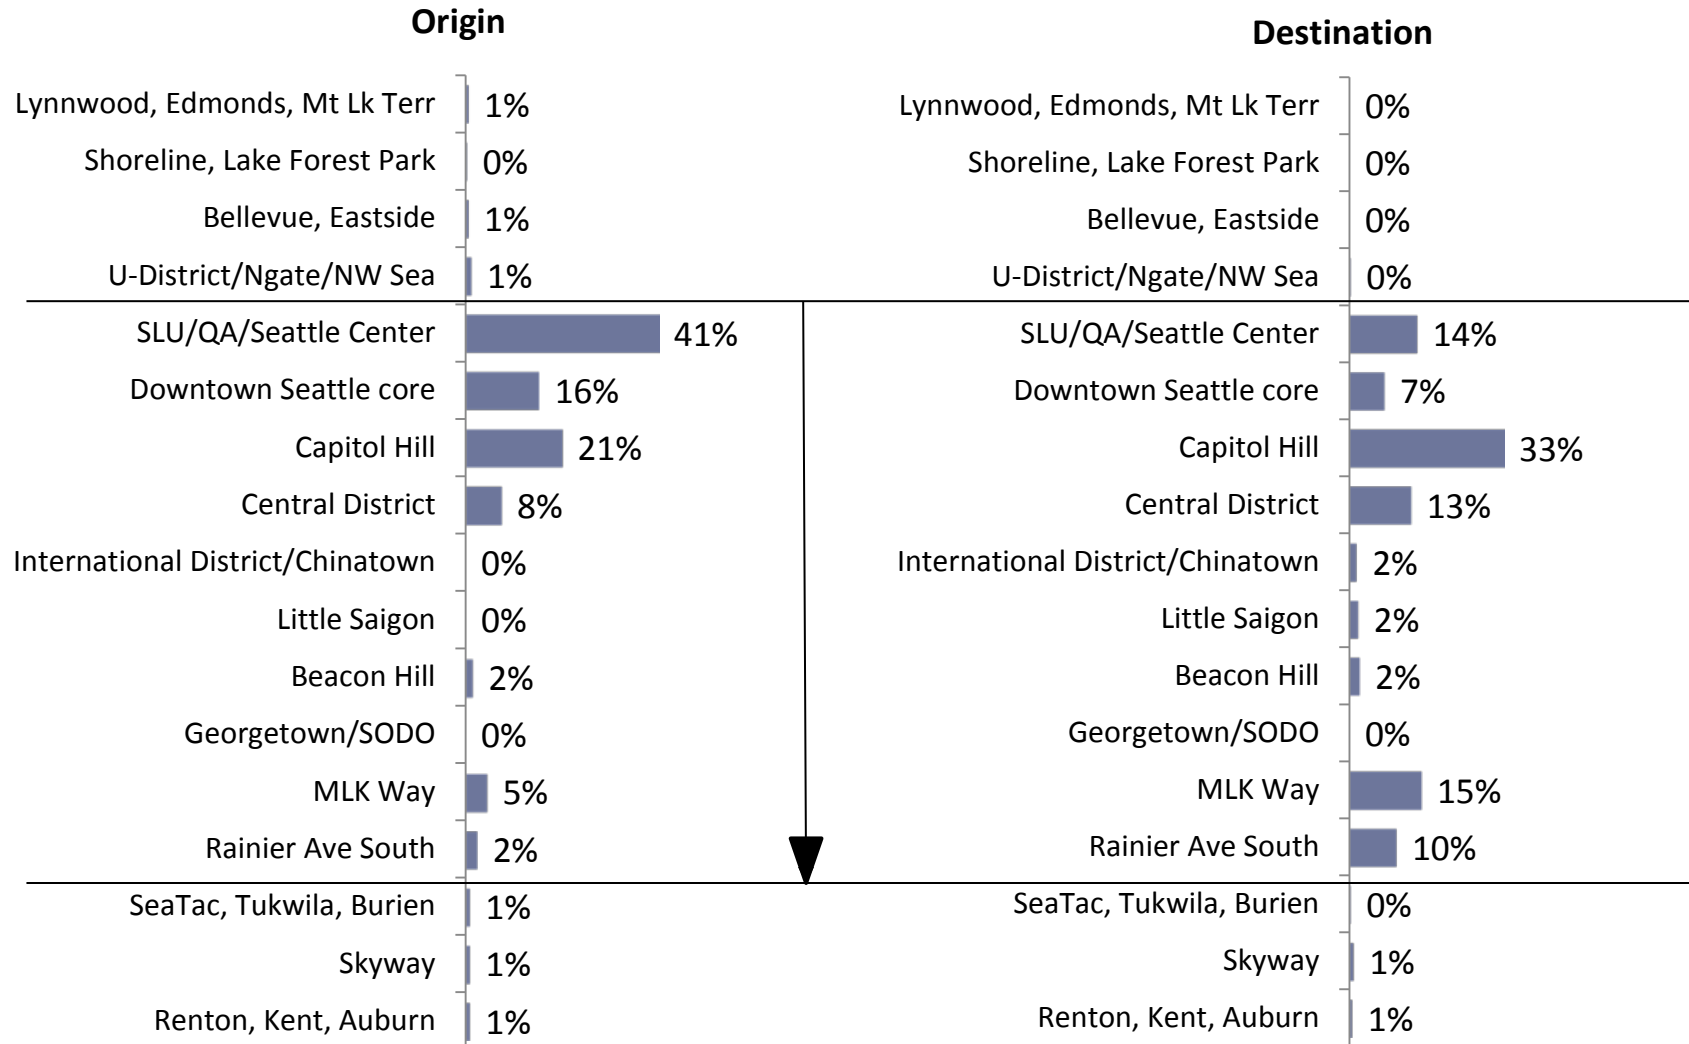 Origin
Lynnwood, Edmonds, Mt Lk Terr 1%
Shoreline, Lake Forest Park 0%
Bellevue, Eastside 1%
U-District/Ngate/NW Sea 1%
SLU/QA/Seattle Center 41%
Downtown Seattle core 16%
Capitol Hill 21%
Central District 8%
International District/Chinatown 0%
Little Saigon 0%
Beacon Hill 2%
Georgetown/SODO 0%
MLK Way 5%
Rainier Ave South 2%
SeaTac, Tukwila, Burien 1%
Skyway 1%
Renton, Kent, Auburn 1%
Destination
Lynnwood, Edmonds, Mt Lk Terr 0%
Shoreline, Lake Forest Park 0%
Bellevue, Eastside 0%
U-District/Ngate/NW Sea 0%
SLU/QA/Seattle Center 14%
Downtown Seattle core 7%
Capitol Hill 33%
Central District 13%
International District/Chinatown 2%
Little Saigon 2%
Beacon Hill 2%
Georgetown/SODO 0%
MLK Way 15%
Rainier Ave South 10%
SeaTac, Tukwila, Burien 0%
Skyway 1%
Renton, Kent, Auburn 1%